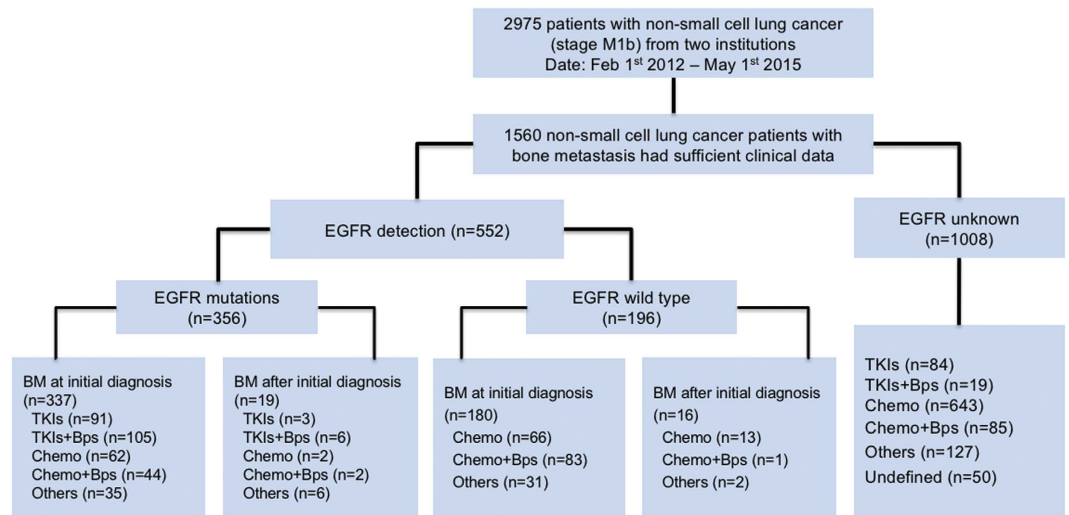 2975 patients with non-small cell lung cancer
(stage M1b) from two institutions
Date: Feb 1st 2012 – May 1st 2015
1560 non-small cell lung cancer patients with
bone metastasis had sufficient clinical data
EGFR detection (n=552)
EGFR unknown
(n=1008)
EGFR mutations
(n=356)
EGFR wild type
(n=196)
BM at initial diagnosis
(n=337)
TKIs (n=91)
TKIs+Bps (n=105)
Chemo (n=62)
Chemo+Bps (n=44)
Others (n=35)
BM after initial diagnosis
(n=19)
TKIs (n=3)
TKIs+Bps (n=6)
Chemo (n=2)
Chemo+Bps (n=2)
Others (n=6)
BM at initial diagnosis
(n=180)
Chemo (n=66)
Chemo+Bps (n=83)
Others (n=31)
BM after initial diagnosis
(n=16)
Chemo (n=13)
Chemo+Bps (n=1)
Others (n=2)
TKIs (n=84)
TKIs+Bps (n=19)
Chemo (n=643)
Chemo+Bps (n=85)
Others (n=127)
Undefined (n=50)